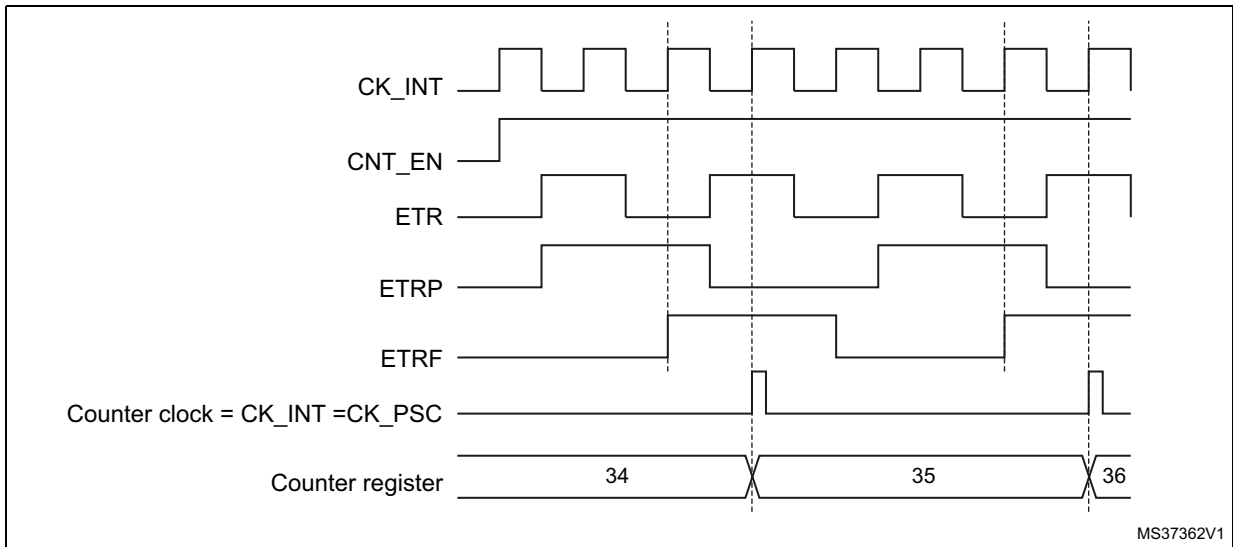 CK_INT
CNT_EN
ETR
ETRP
ETRF
Counter clock = CK_INT =CK_PSC
Counter register 34 35 36
MS37362V1